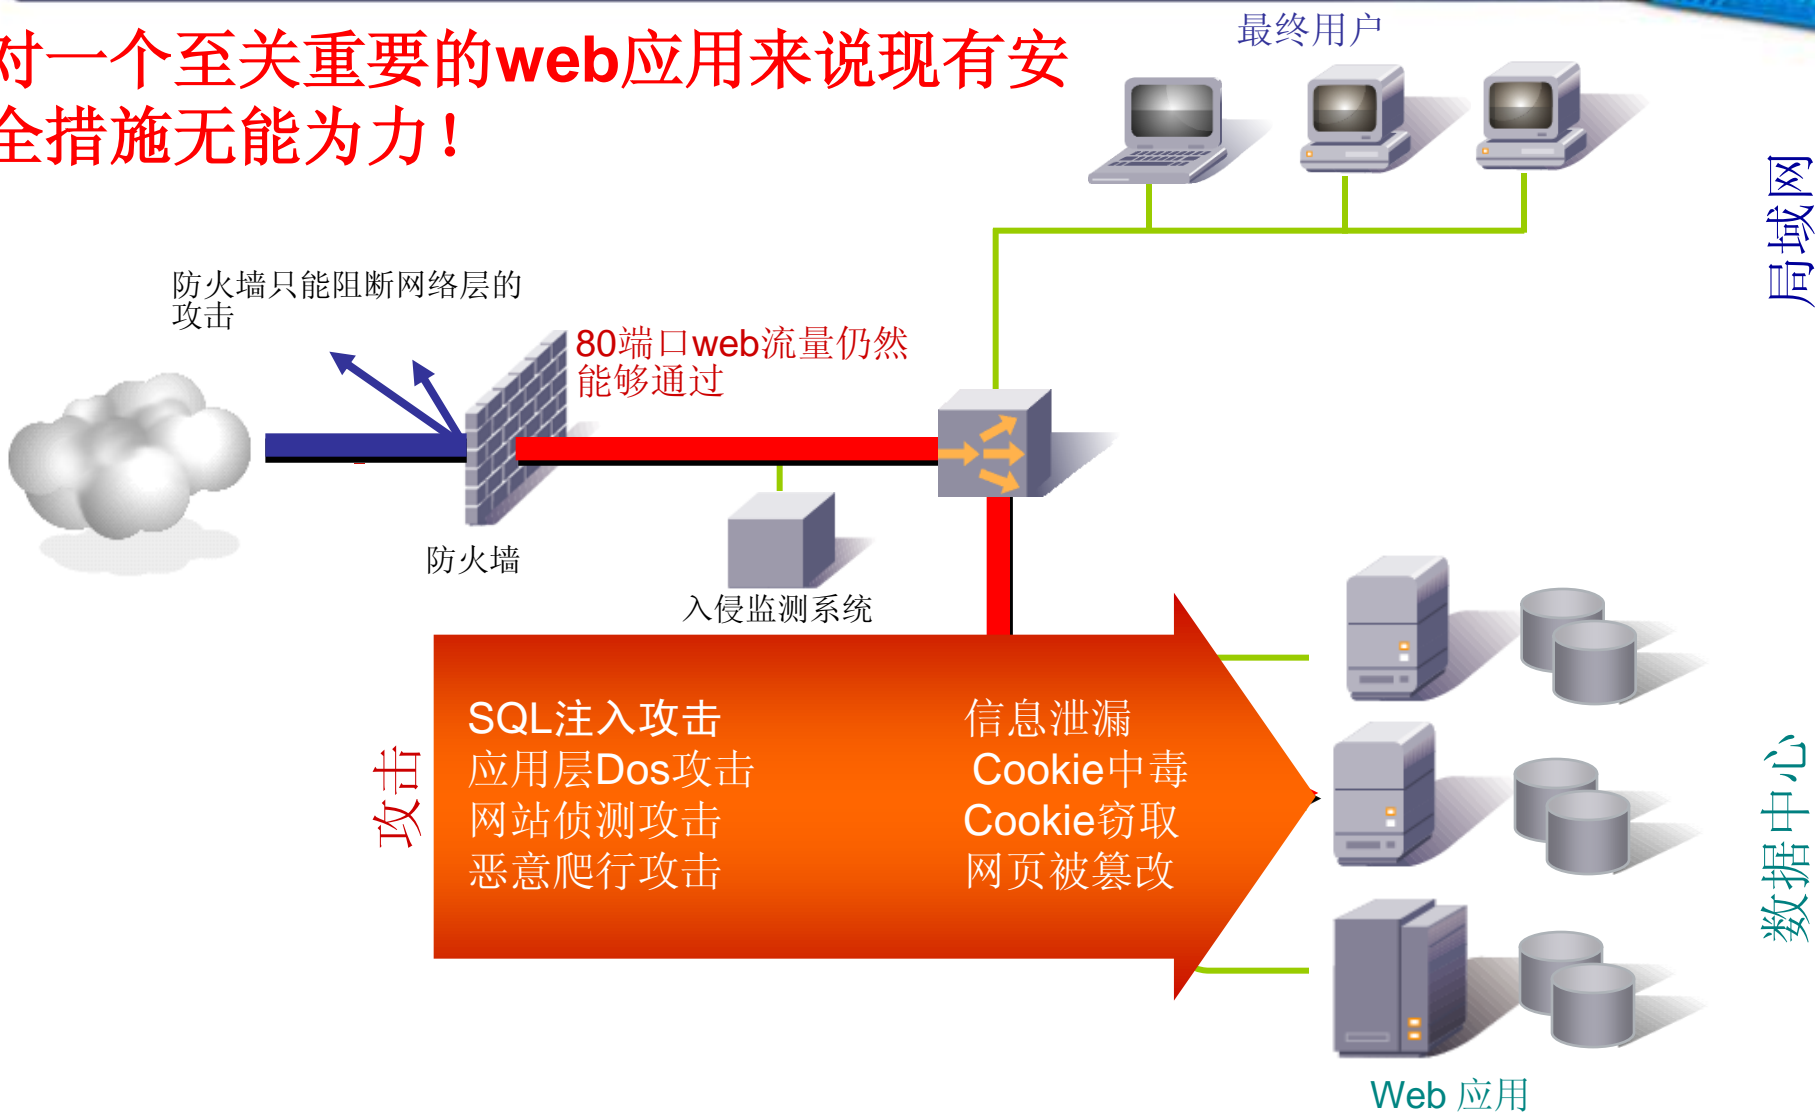 对一个至关重要的web应用来说现有安
全措施无能为力！
最终用户
局域网
防火墙只能阻断网络层的
攻击
80端口web流量仍然
能够通过
防火墙
入侵监测系统
攻击
SQL注入攻击
应用层Dos攻击
网站侦测攻击
恶意爬行攻击
信息泄漏
Cookie中毒
Cookie窃取
网页被篡改
数据中心
Web 应用